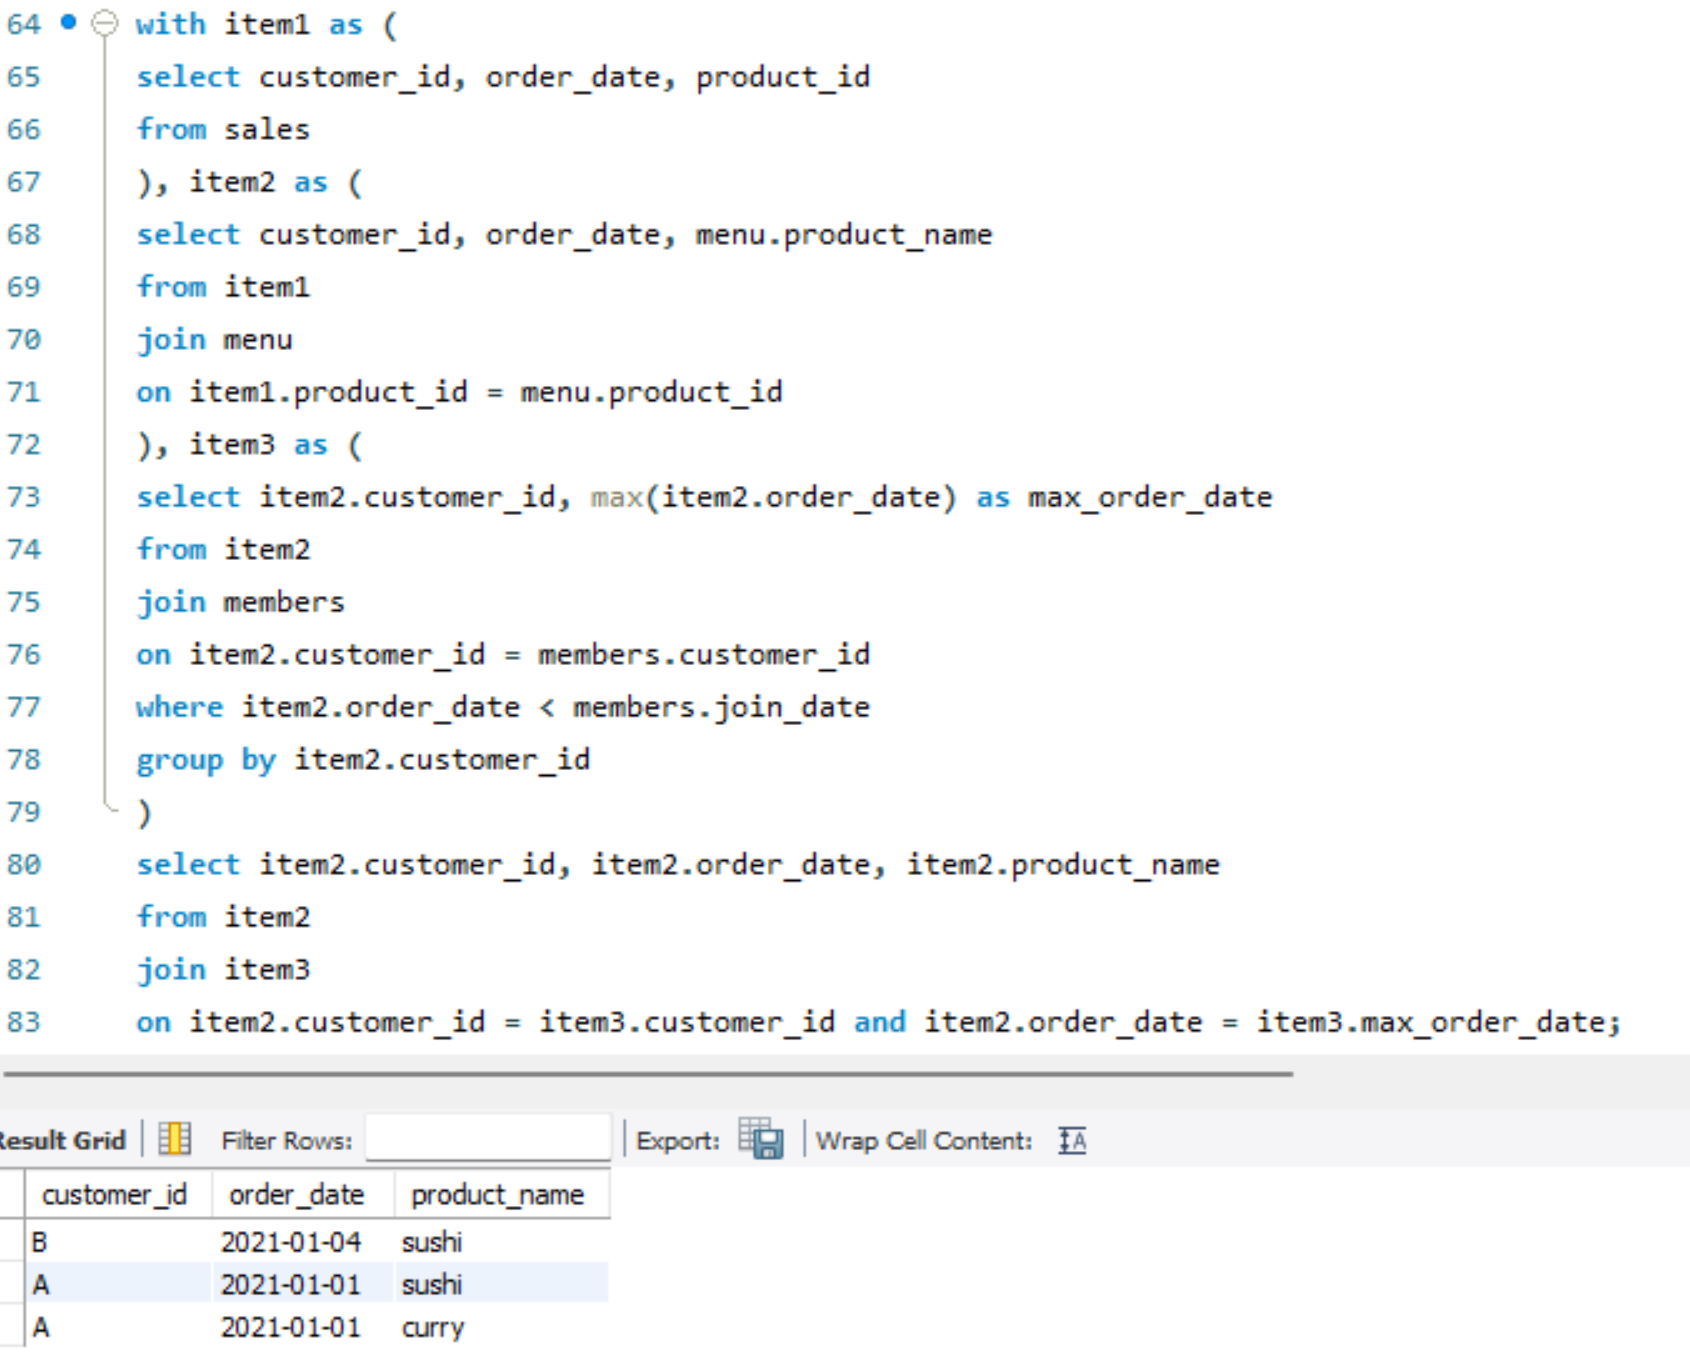 64 with item1 as (
65 select customer_id, order_date, product_id
66 from sales
67 ), item2 as (
68 select customer_id, order_date, menu.product_name
69 from item1
70 join menu
71 on item1.product_id = menu.product_id
72 ), item3 as (
73 select item2.customer_id, max(item2.order_date) as max_order_date
74 from item2
75 join members
76 on item2.customer_id = members.customer_id
77 where item2.order_date < members.join_date
78 group by item2.customer_id
79 )
80 select item2.customer_id, item2.order_date, item2.product_name
81 from item2
82 join item3
83 on item2.customer_id = item3.customer_id and item2.order_date = item3.max_order_date;
Result Grid Filter Rows: Export: Wrap Cell Content: IA
customer_id order_date product_name
B 2021-01-04 sushi
A 2021-01-01 sushi
A 2021-01-01 curry